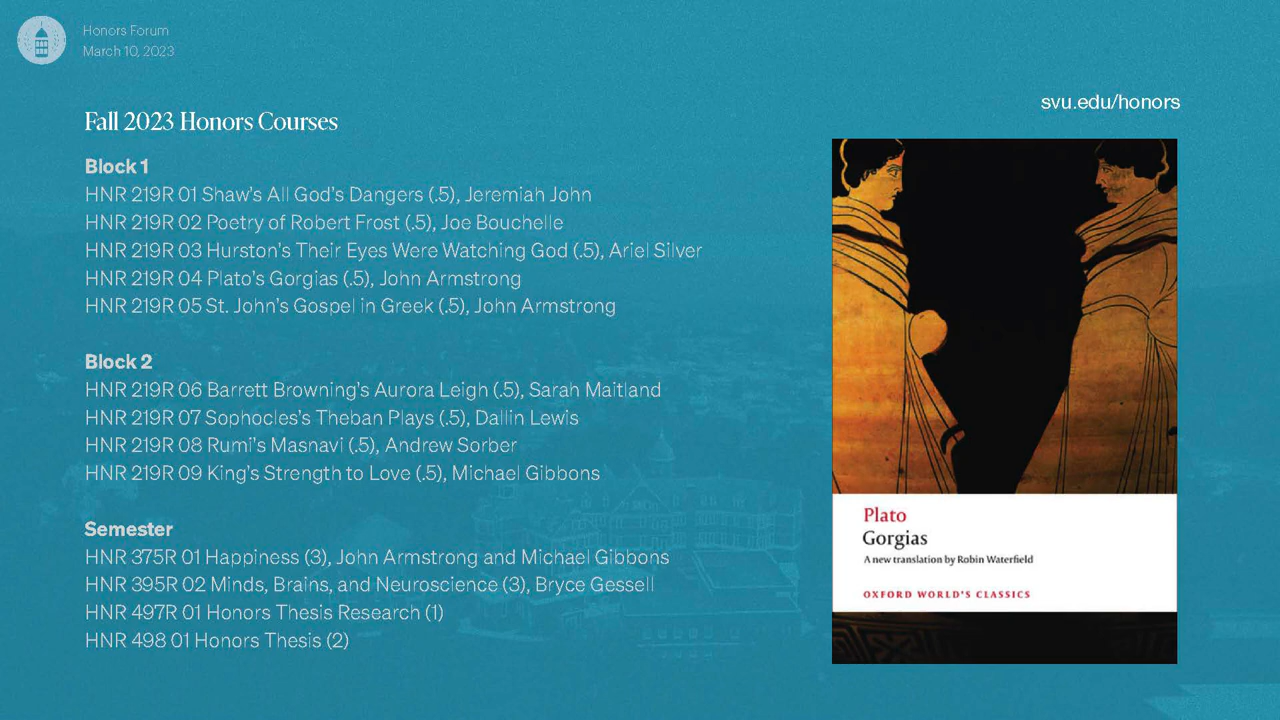 Honors Forum
March 10, 2023
svu.edu/honors
Fall 2023 Honors Courses
Block 1
HNR 219R 01 Shaw's All God's Dangers (.5), Jeremiah John
HNR 219R 02 Poetry of Robert Frost (.5), Joe Bouchelle
HNR 219R 03 Hurston's Their Eyes Were Watching God (.5), Ariel Silver
HNR 219R 04 Plato's Gorgias (.5), John Armstrong
HNR 219R 05 St. John's Gospel in Greek (.5), John Armstrong
Block 2
HNR 219R 06 Barrett Browning's Aurora Leigh (.5), Sarah Maitland
HNR 219R 07 Sophocles's Theban Plays (.5), Dallin Lewis
HNR 219R 08 Rumi's Masnavi (.5), Andrew Sorber
HNR 219R 09 King's Strength to Love (.5), Michael Gibbons
Semester
HNR 375R 01 Happiness (3), John Armstrong and Michael Gibbons
HNR 395R 02 Minds, Brains, and Neuroscience (3), Bryce Gessell
HNR 497R 01 Honors Thesis Research (1)
HNR 498 01 Honors Thesis (2)
Plato
Gorgias
A new translation by Robin Waterfield
OXFORD WORLD'S CLASSICS